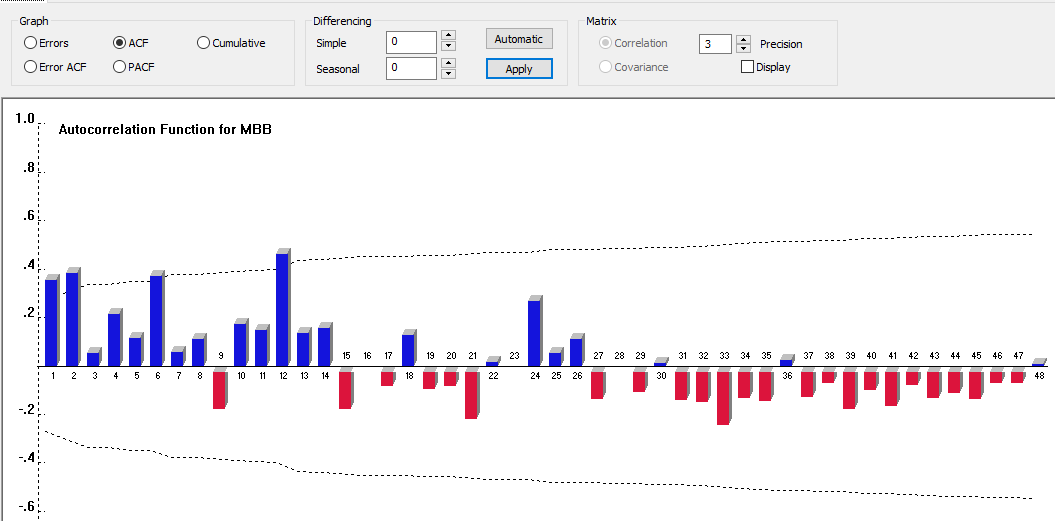 Graph
Differencing
Matrix
Errors
ACF
Cumulative
Simple
0
Automatic
Correlation
3
Precision
Error ACF
PACF
Seasonal
0
Apply
Covariance
Display
1.0
Autocorrelation Function for MBB
.8
.6
.4
.2
9 15 16 17 19 20 21 23 27 28 29 31 32 33 34 35 37 38 39 40 41 42 43 44 45 46 47
1 2 3 4 5 6 7 8 10 11 12 13 14 18 22 24 25 26 30 36 48
-.2
-.4
-.6